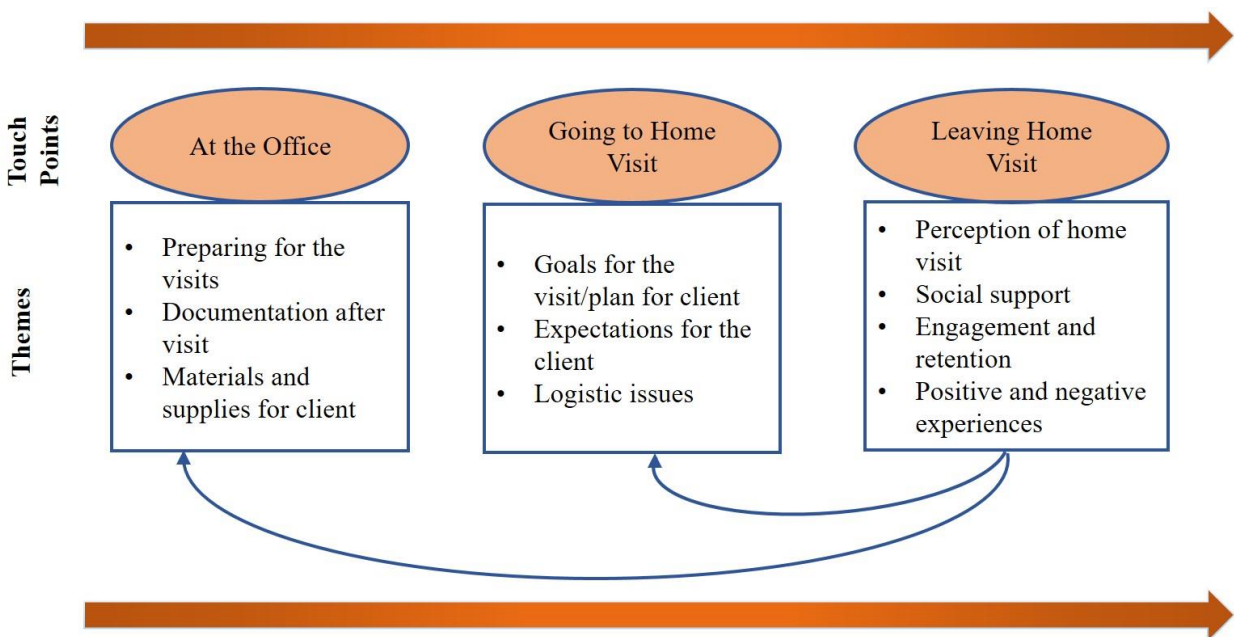 Touch
Points
At the Office
Going to Home
Visit
Leaving Home
Visit
Themes
• Preparing for the
visits
• Documentation after
visit
• Materials and
supplies for client
• Goals for the
visit/plan for client
• Expectations for the
client
• Logistic issues
• Perception of home
visit
• Social support
• Engagement and
retention
• Positive and negative
experiences